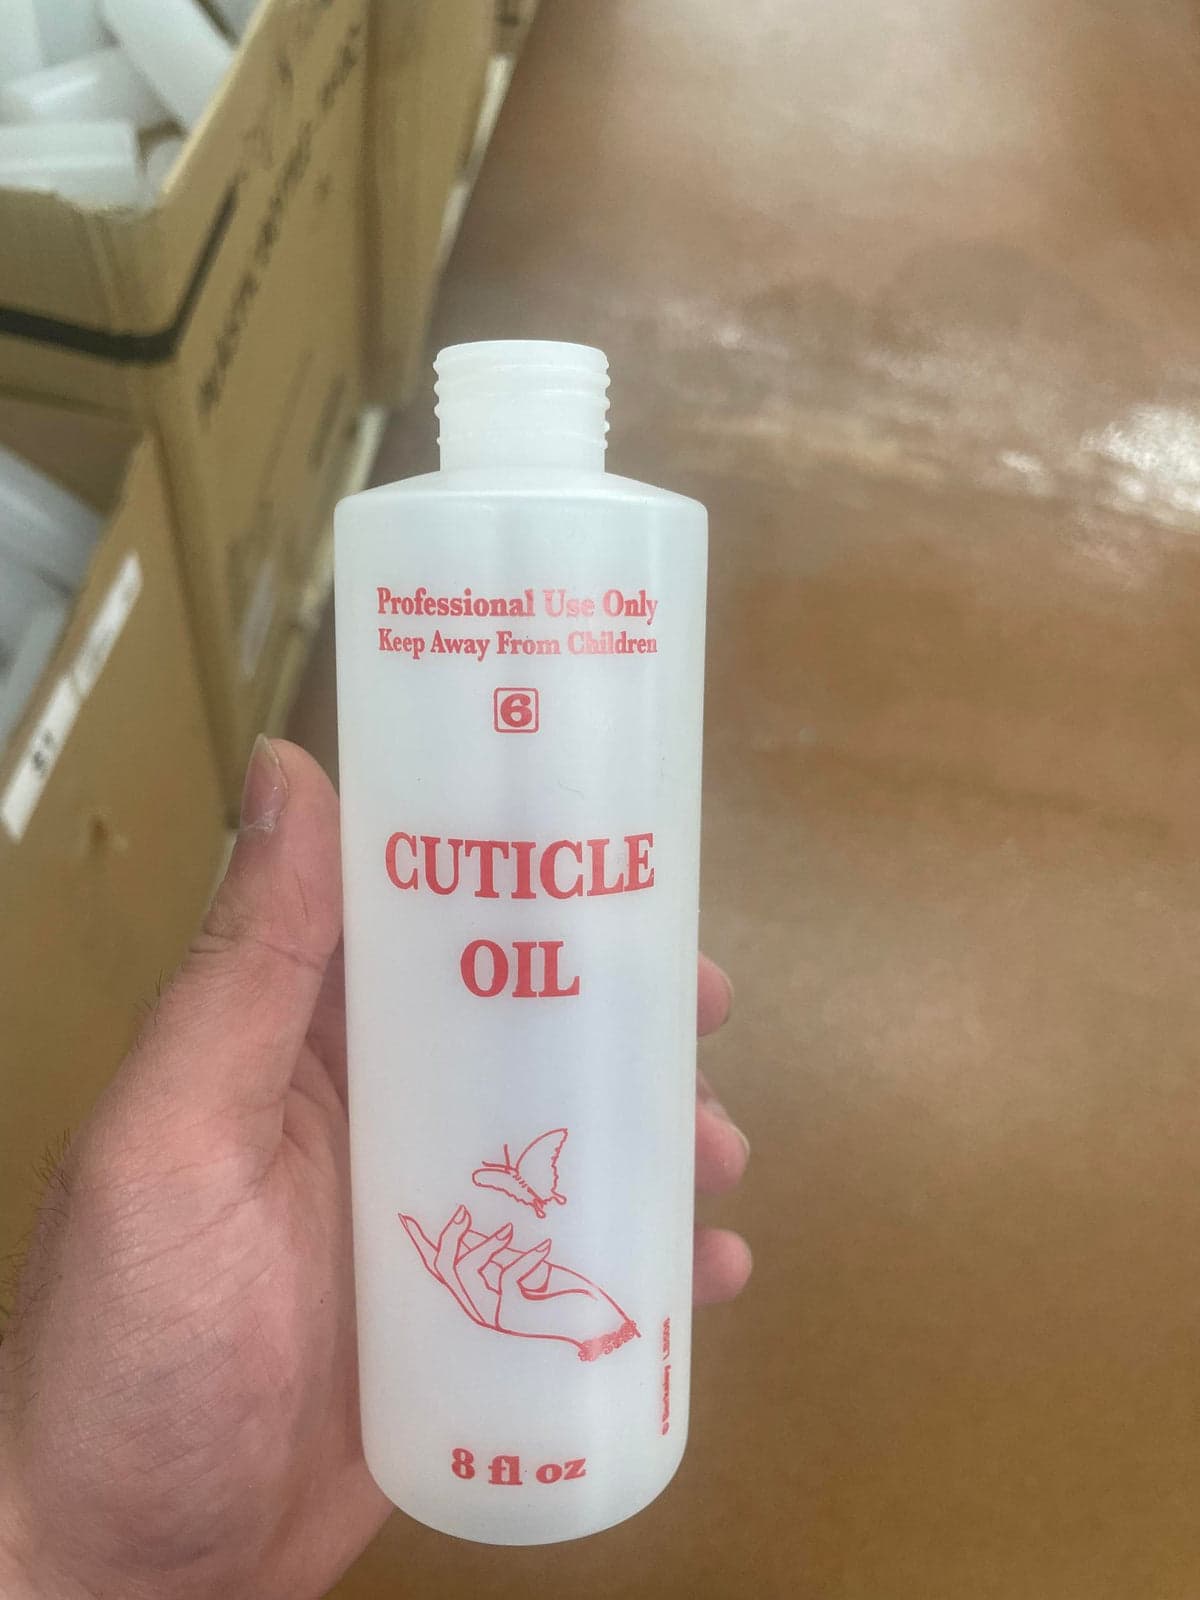 Professional Use Only
Keep Away From Children
6
CUTICLE
OIL
8 fl oz